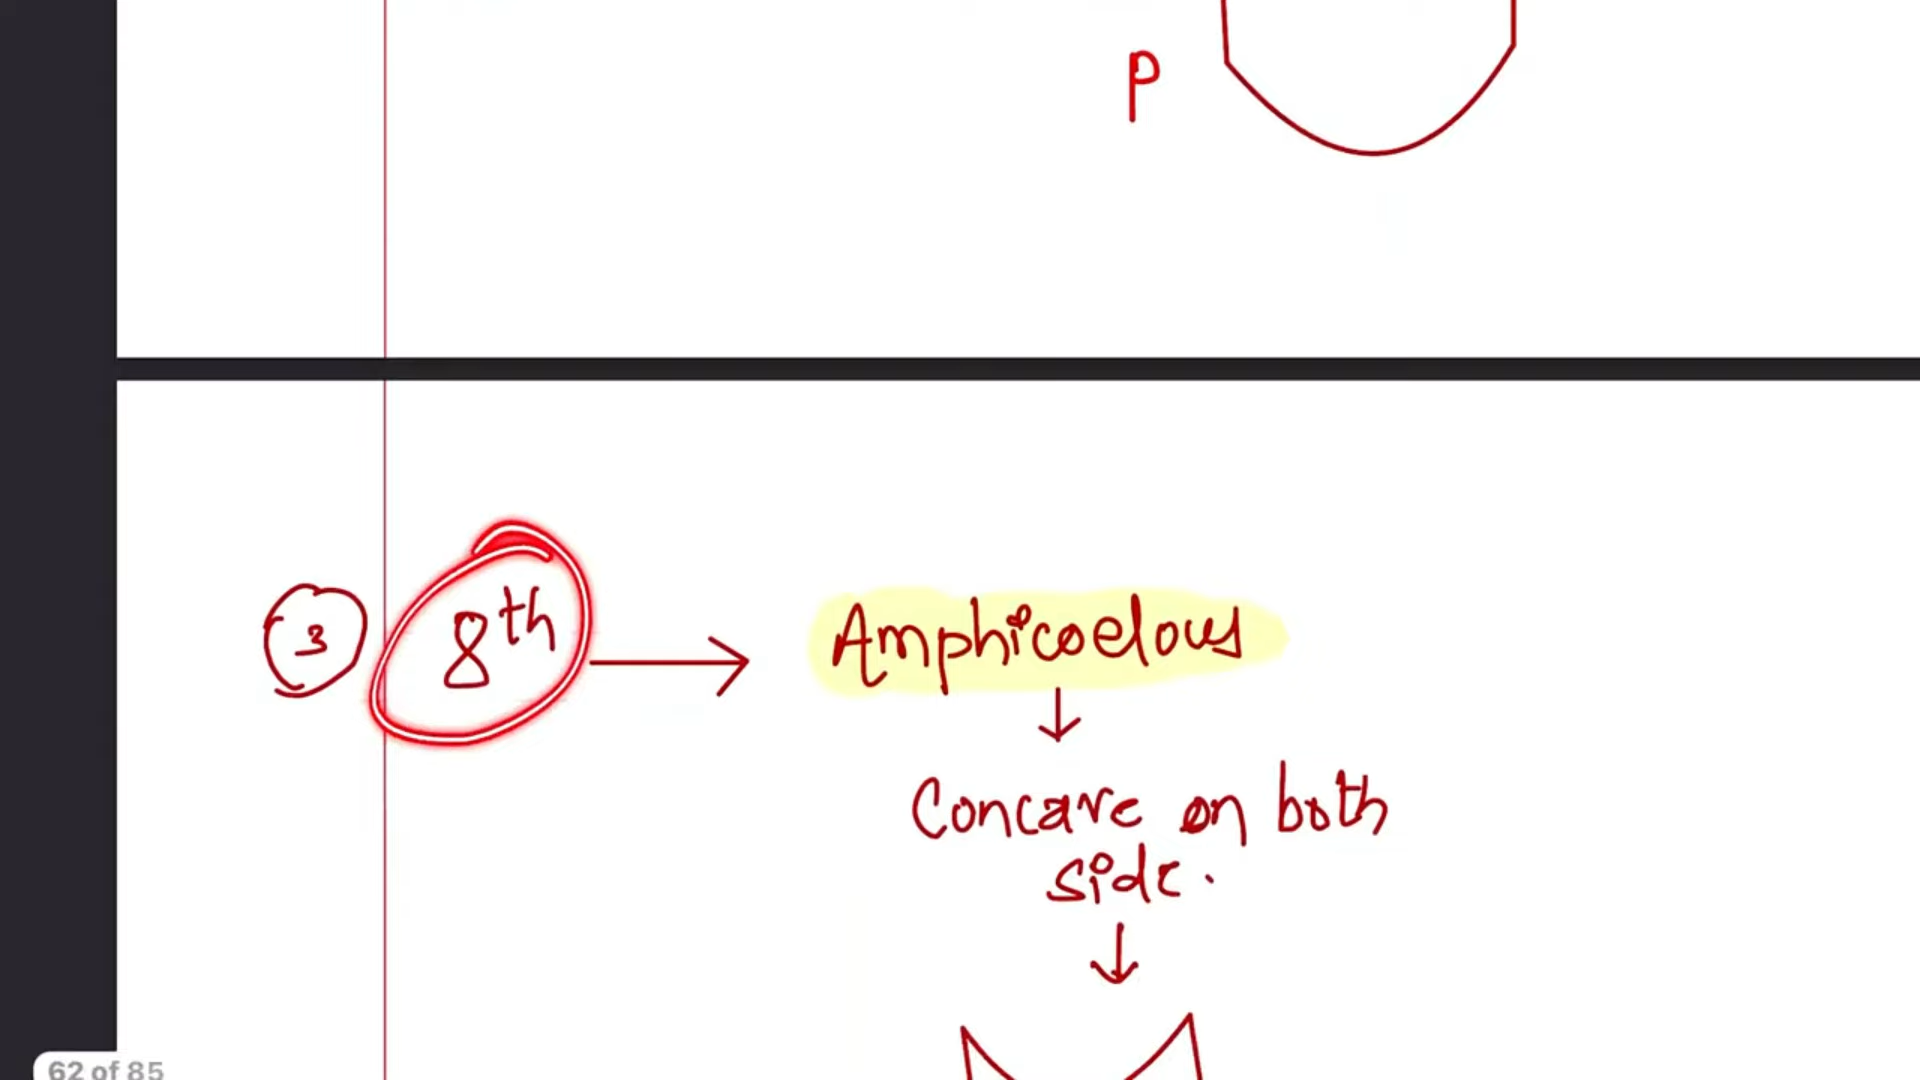 P
3 8th → Amphicoelous
↓
Concave on both
side.
↓
62 of 85